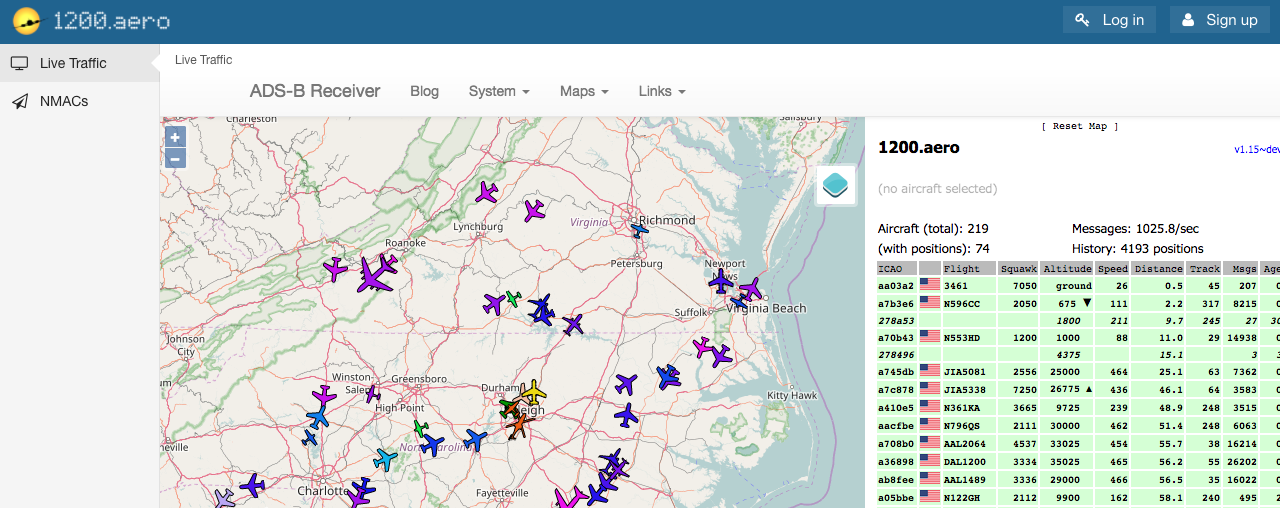 1200.aero
Log in
Sign up
Live Traffic
NMACs
Live Traffic
ADS-B Receiver Blog System Maps Links
Charleston
Salisbury
+
−
Virginia
Richmond
Lynchburg
Roanoke
Petersburg
Newport
News
Suffolk
Virginia Beach
Johnson
City
Winston-
Salem
Greensboro
High Point
Durham
Raleigh
Kitty Hawk
North Carolina
Charlotte
Fayetteville
[ Reset Map ]
1200.aero
v1.15~dev
(no aircraft selected)
Aircraft (total): 219 Messages: 1025.8/sec
(with positions): 74 History: 4193 positions
ICAO Flight Squawk Altitude Speed Distance Track Msgs Age
aa03a2 3461 7050 ground 26 0.5 45 207 0
a7b3e6 N596CC 2050 675 ▼ 111 2.2 317 8215 0
278a53 1800 211 9.7 245 27 30
a70b43 N553HD 1200 1000 88 11.0 29 14938 0
278496 4375 15.1 3 3
a745db JIA5081 2556 25000 464 25.1 63 7362 0
a7c878 JIA5338 7250 26775 ▲ 436 46.1 64 3583 0
a410e5 N361KA 3665 9725 239 48.9 248 3515 0
aacfbe N796QS 2111 30000 462 51.4 248 6063 0
a708b0 AAL2064 4537 33025 454 55.7 38 16214 0
a36898 DAL1200 3334 35025 465 56.2 55 26202 0
ab8fee AAL1489 3336 29000 466 56.5 35 16022 0
a05bbe N122GH 2112 9900 162 58.1 240 495 2